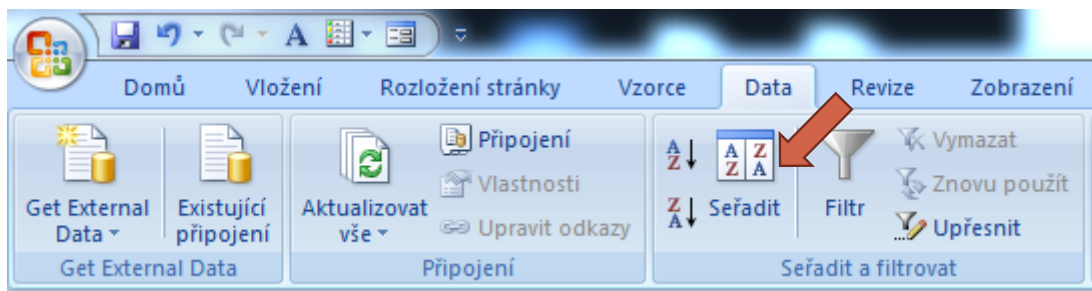 Domů Vložení Rozložení stránky Vzorce Data Revize Zobrazení
Get External
Data
Existující
připojení
Get External Data
Aktualizovat
vše
Připojení
Vlastnosti
Upravit odkazy
Připojení
A
Z
Z
A
A Z
Z A
Seřadit
Filtr
Vymazat
Znovu použít
Upřesnit
Seřadit a filtrovat